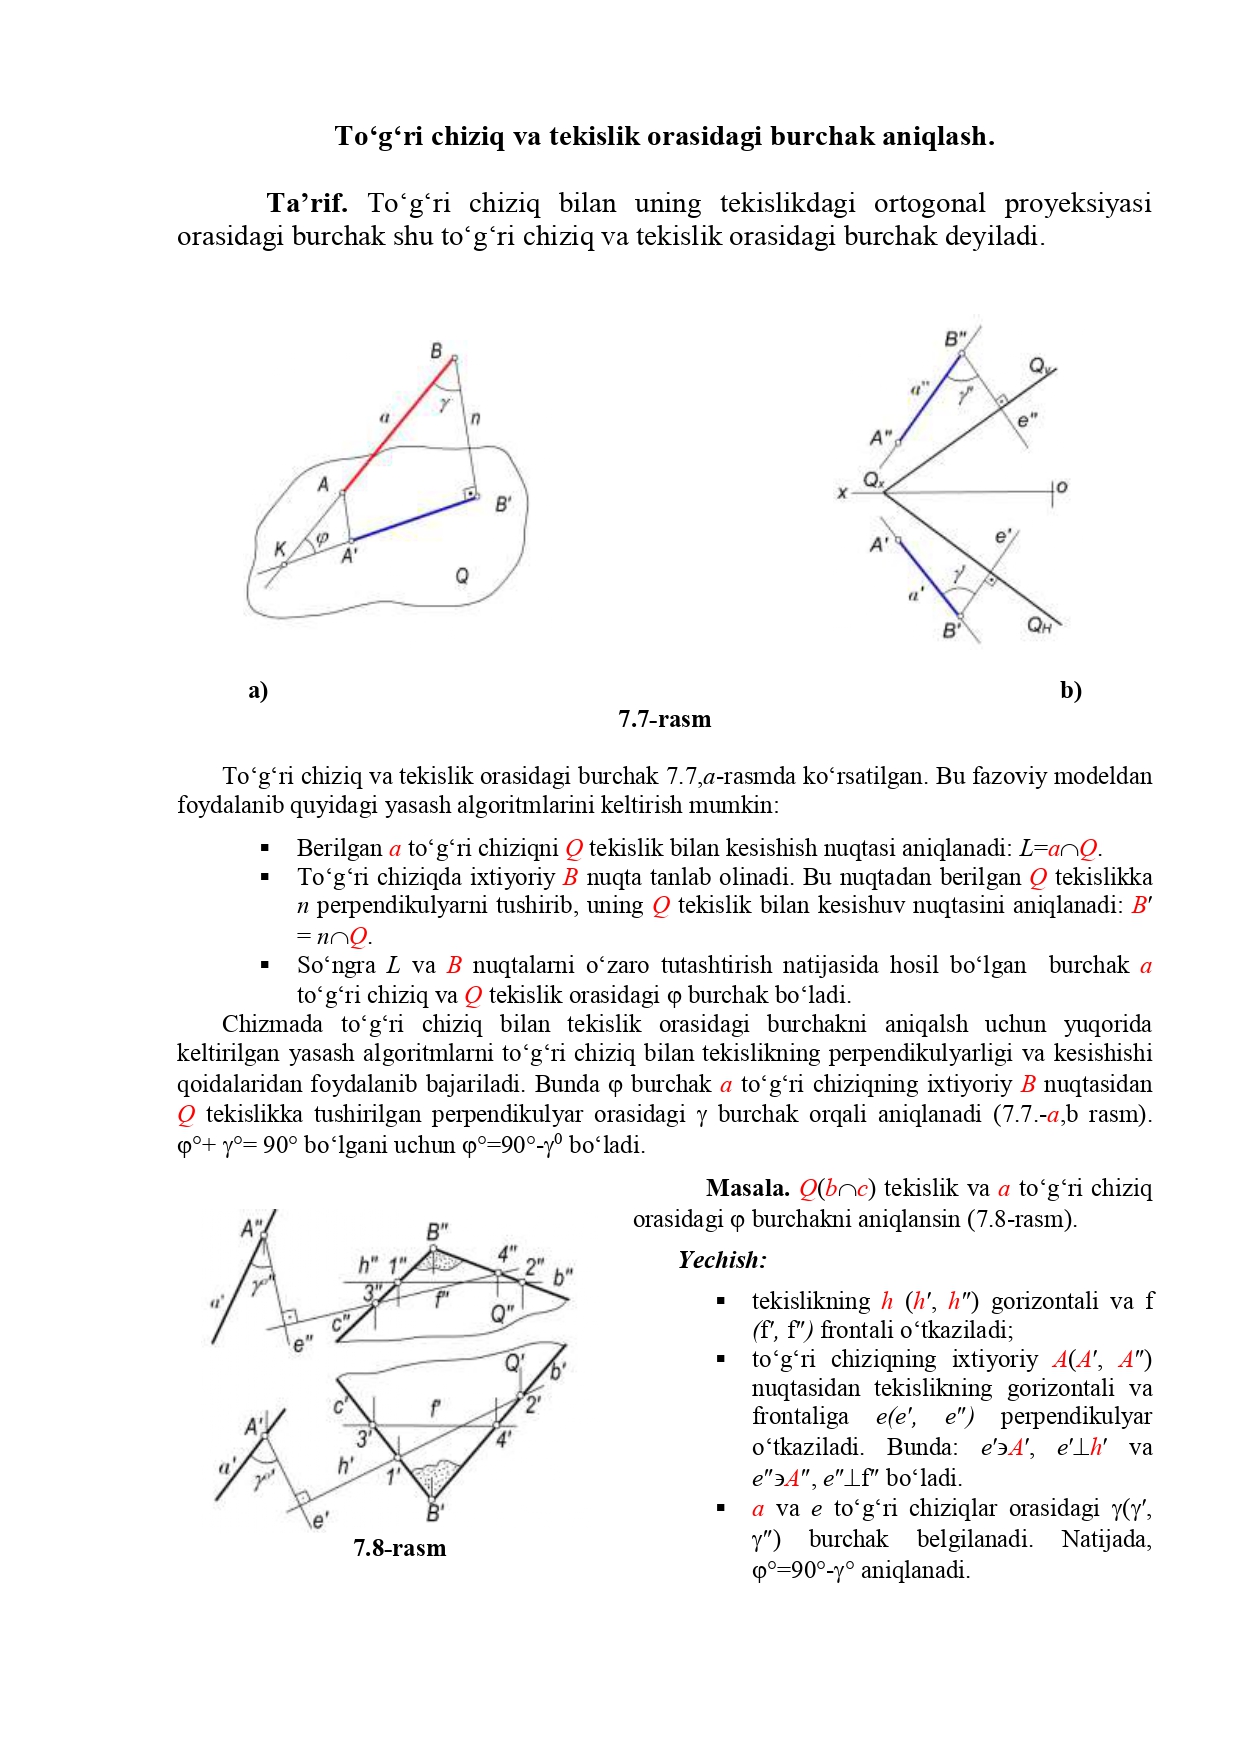 To‘g‘ri chiziq va tekislik orasidagi burchak aniqlash.
Ta’rif. To‘g‘ri chiziq bilan uning tekislikdagi ortogonal proyeksiyasi
orasidagi burchak shu to‘g‘ri chiziq va tekislik orasidagi burchak deyiladi.
B
γ
a
n
A
B'
K
φ
A'
Q
B"
Qv
a"
γ"
e"
A"
Qx
x
o
e'
A'
γ'
a'
B'
QH
a)
b)
7.7-rasm
To‘g‘ri chiziq va tekislik orasidagi burchak 7.7,a-rasmda ko‘rsatilgan. Bu fazoviy modeldan
foydalanib quyidagi yasash algoritmlarini keltirish mumkin:
▪ Berilgan a to‘g‘ri chiziqni Q tekislik bilan kesishish nuqtasi aniqlanadi: L=a∩Q.
▪ To‘g‘ri chiziqda ixtiyoriy B nuqta tanlab olinadi. Bu nuqtadan berilgan Q tekislikka
n perpendikulyarni tushirib, uning Q tekislik bilan kesishuv nuqtasini aniqlanadi: B′
= n∩Q.
▪ So‘ngra L va B nuqtalarni o‘zaro tutashtirish natijasida hosil bo‘lgan burchak a
to‘g‘ri chiziq va Q tekislik orasidagi φ burchak bo‘ladi.
Chizmada to‘g‘ri chiziq bilan tekislik orasidagi burchakni aniqalsh uchun yuqorida
keltirilgan yasash algoritmlarni to‘g‘ri chiziq bilan tekislikning perpendikulyarligi va kesishishi
qoidalaridan foydalanib bajariladi. Bunda φ burchak a to‘g‘ri chiziqning ixtiyoriy B nuqtasidan
Q tekislikka tushirilgan perpendikulyar orasidagi γ burchak orqali aniqlanadi (7.7.-a,b rasm).
φ°+ γ°= 90° bo‘lgani uchun φ°=90°-γ⁰ bo‘ladi.
Masala. Q(b∩c) tekislik va a to‘g‘ri chiziq
orasidagi φ burchakni aniqlansin (7.8-rasm).
Yechish:
▪ tekislikning h (h′, h″) gorizontali va f
(f′, f″) frontali o‘tkaziladi;
▪ to‘g‘ri chiziqning ixtiyoriy A(A′, A″)
nuqtasidan tekislikning gorizontali va
frontaliga e(e′, e″) perpendikulyar
o‘tkaziladi. Bunda: e′϶A′, e′⊥h′ va
e″϶A″, e″⊥f″ bo‘ladi.
▪ a va e to‘g‘ri chiziqlar orasidagi γ(γ′,
γ″) burchak belgilanadi. Natijada,
φ°=90°-γ° aniqlanadi.
A"
B"
h"
1"
4"
2"
b"
γ°"
3"
f"
a'
c"
Q"
e"
Q'
b'
c'
f'
2'
A'
3'
4'
a'
h'
1'
γ°'
e'
B'
7.8-rasm